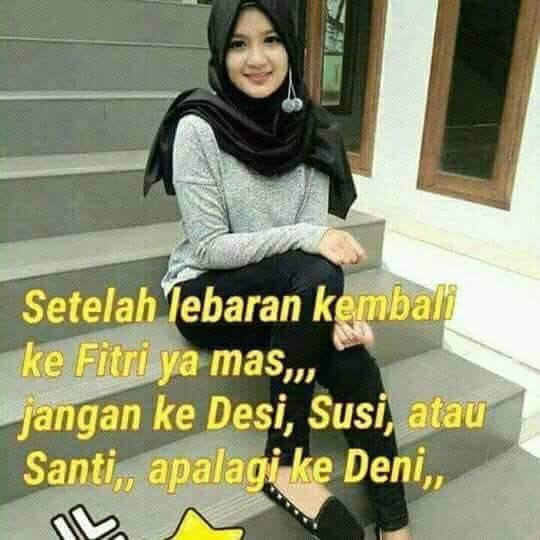 Setelah lebaran kembali
ke Fitri ya mas,,,
jangan ke Desi, Susi, atau
Santi,, apalagi ke Deni,,